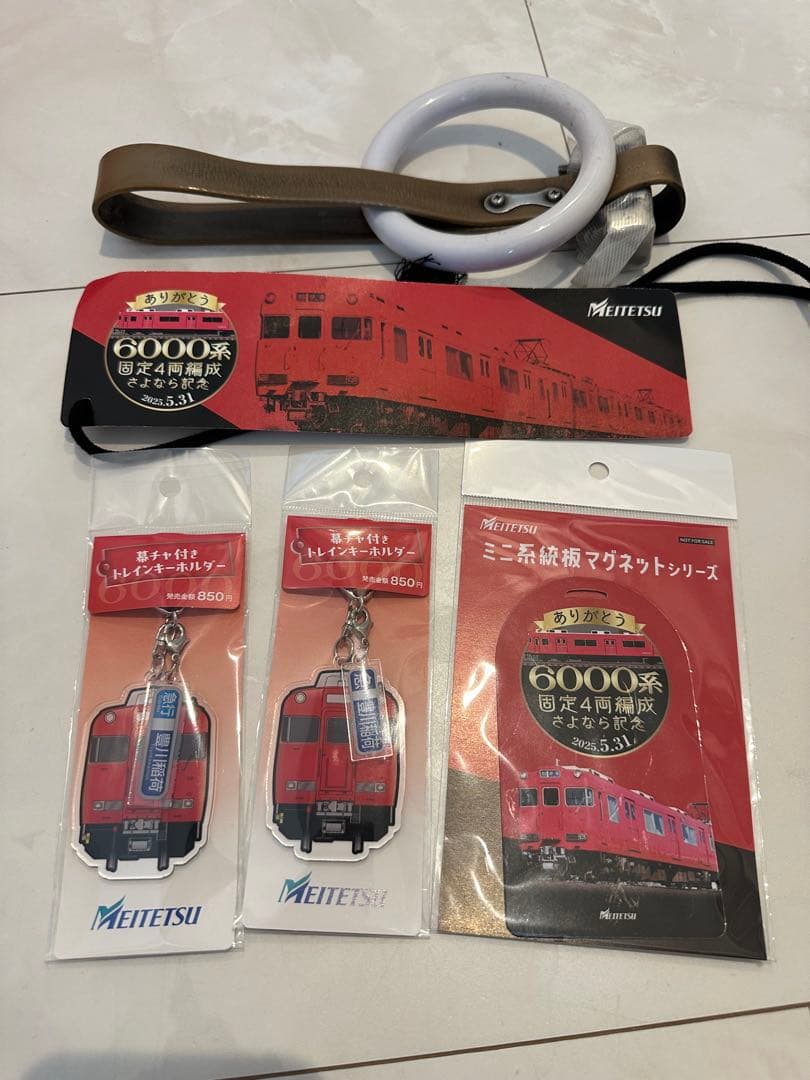 ありがとう
6000系
固定4両編成
さよなら記念
2025.5.31
MEITETSU
幕チャ付き
トレインキーホルダー
発売金額 850円
急行
豊川稲荷
MEITETSU
幕チャ付き
トレインキーホルダー
発売金額 850円
急
豊川稲荷
MEITETSU
MEITETSU
NOT FOR SALE
ミニ系統板マグネットシリーズ
ありがとう
6000系
固定4両編成
さよなら記念
2025.5.31
MEITETSU